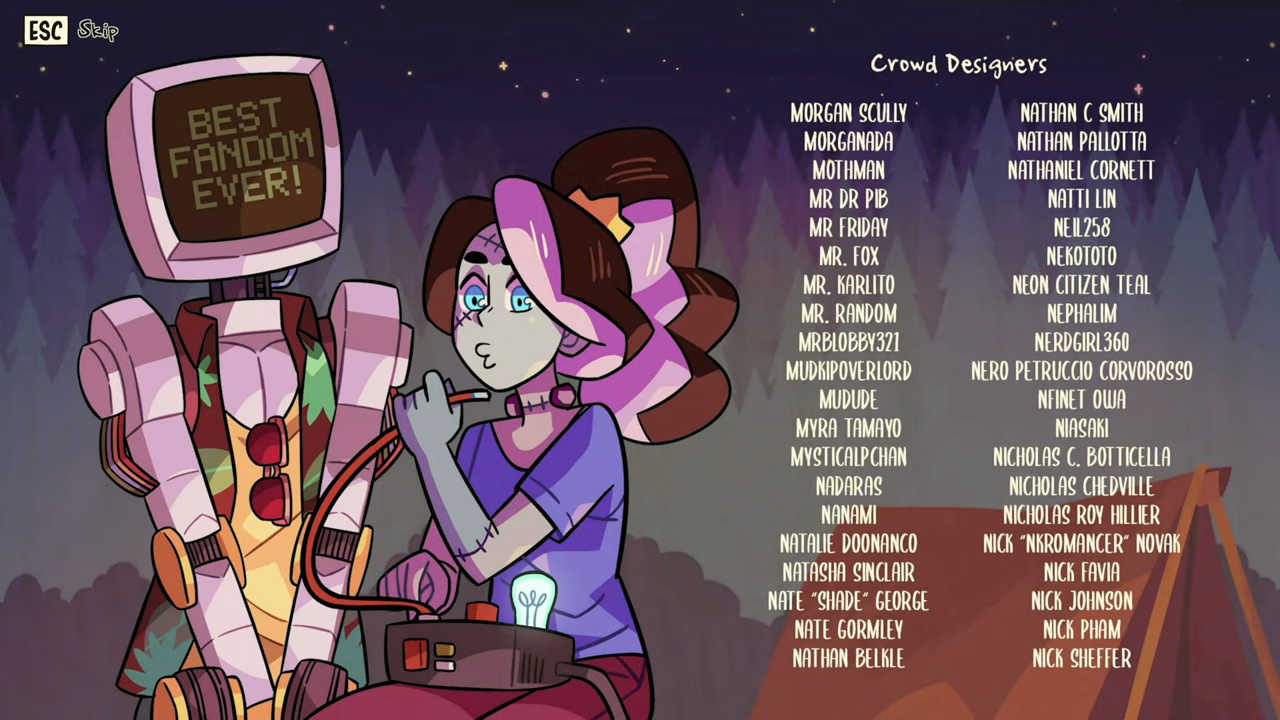 ESC Skip
BEST
FANDOM
EVER!
Crowd Designers
MORGAN SCULLY
MORGANADA
MOTHMAN
MR DR PIB
MR FRIDAY
MR. FOX
MR. KARLITO
MR. RANDOM
MRBLOBBY321
MUDKIPOVERLORD
MUDUDE
MYRA TAMAYO
MYSTICALPCHAN
NADARAS
NANAMI
NATALIE DOONANCO
NATASHA SINCLAIR
NATE "SHADE" GEORGE
NATE GORMLEY
NATHAN BELKLE
NATHAN C SMITH
NATHAN PALLOTTA
NATHANIEL CORNETT
NATTI LIN
NEIL258
NEKOTOTO
NEON CITIZEN TEAL
NEPHALIM
NERDGIRL360
NERO PETRUCCIO CORVOROSSO
NFINET OWA
NIASAKI
NICHOLAS C. BOTTICELLA
NICHOLAS CHEDVILLE
NICHOLAS ROY HILLIER
NICK "NKROMANCER" NOVAK
NICK FAVIA
NICK JOHNSON
NICK PHAM
NICK SHEFFER